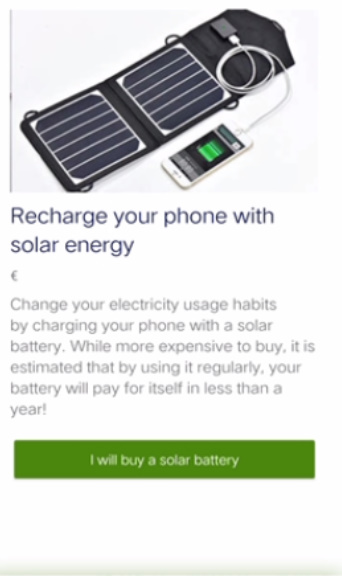 Recharge your phone with
solar energy
€
Change your electricity usage habits
by charging your phone with a solar
battery. While more expensive to buy, it is
estimated that by using it regularly, your
battery will pay for itself in less than a
year!
I will buy a solar battery